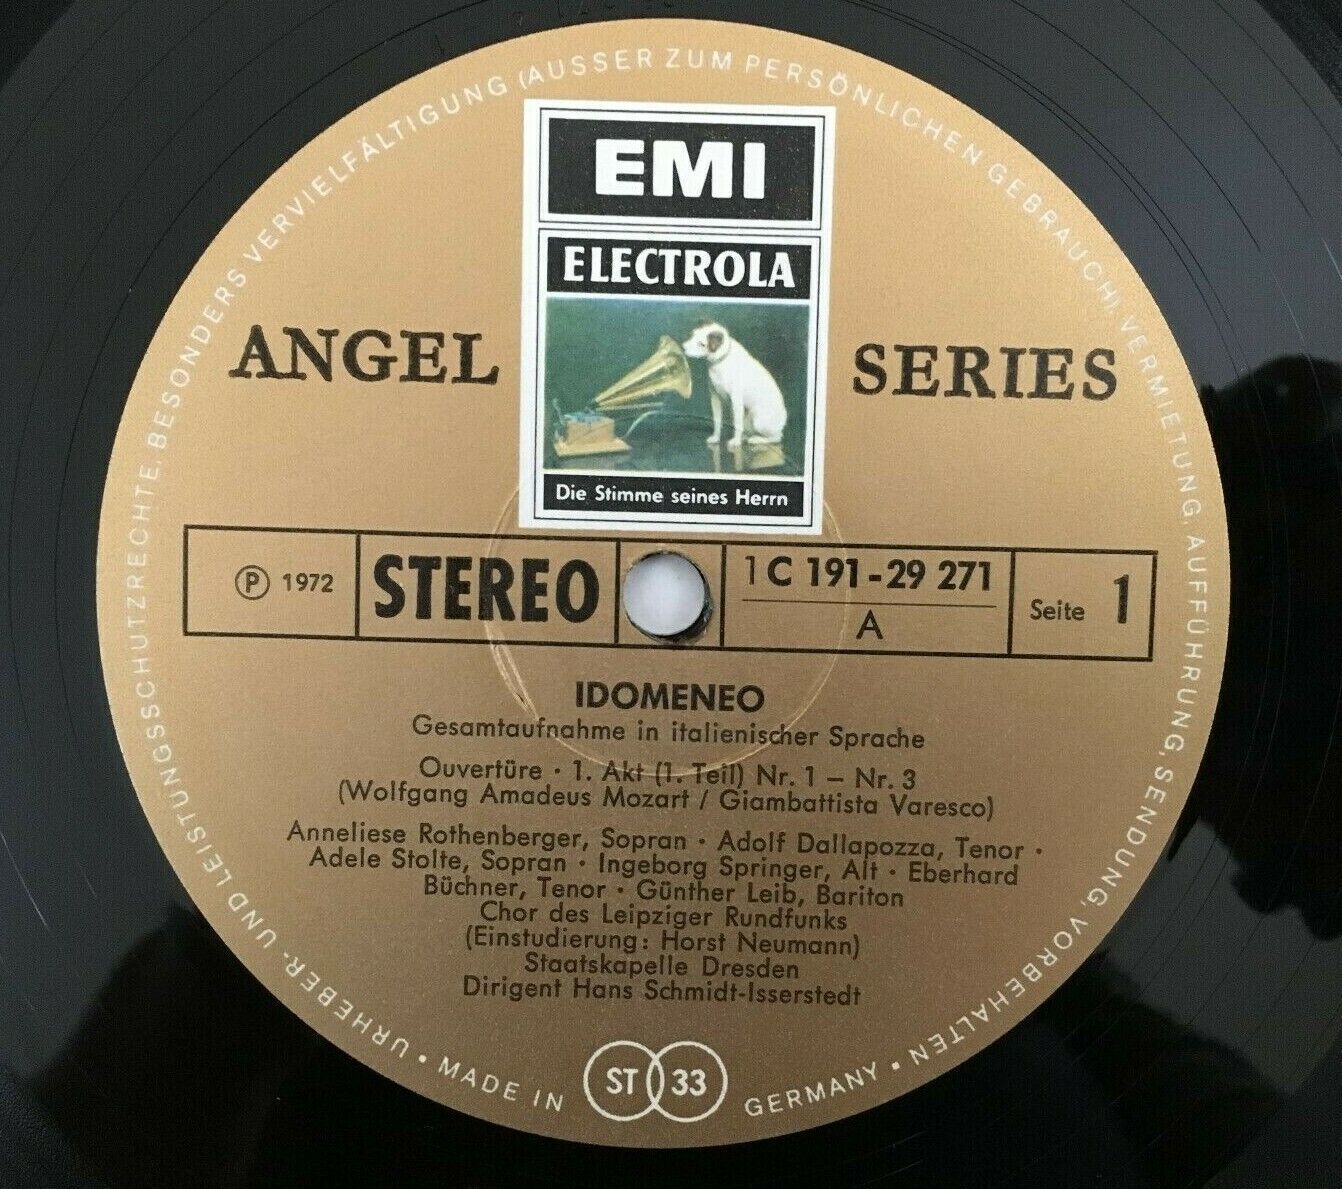 URHEBER- UND LEISTUNGSSCHUTZRECHTE, BESONDERS VERVIELFÄLTIGUNG (AUSSER ZUM PERSÖNLICHEN GEBRAUCH), VERMIETUNG, AUFFÜHRUNG, SENDUNG, VORBEHALTEN •
EMI
ELECTROLA
ANGEL SERIES
Die Stimme seines Herrn
Ⓟ 1972 STEREO 1 C 191-29 271 Seite 1
A
IDOMENEO
Gesamtaufnahme in italienischer Sprache
Ouvertüre · 1. Akt (1. Teil) Nr. 1 – Nr. 3
(Wolfgang Amadeus Mozart / Giambattista Varesco)
Anneliese Rothenberger, Sopran · Adolf Dallapozza, Tenor ·
Adele Stolte, Sopran · Ingeborg Springer, Alt · Eberhard
Büchner, Tenor · Günther Leib, Bariton
Chor des Leipziger Rundfunks
(Einstudierung: Horst Neumann)
Staatskapelle Dresden
Dirigent Hans Schmidt-Isserstedt
• MADE IN ST 33 GERMANY